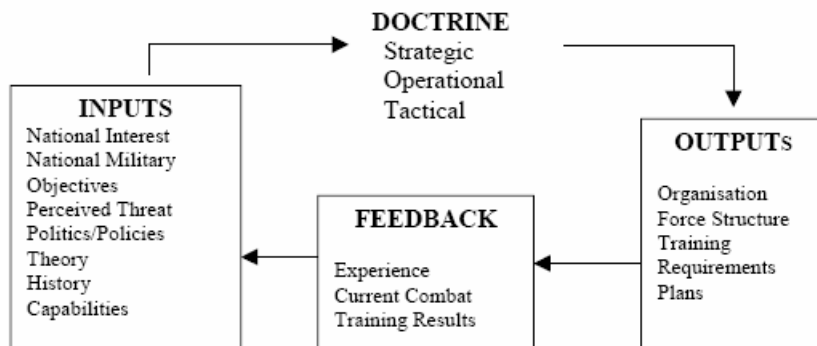 DOCTRINE
Strategic
Operational
Tactical
INPUTS
National Interest
National Military
Objectives
Perceived Threat
Politics/Policies
Theory
History
Capabilities
FEEDBACK
Experience
Current Combat
Training Results
OUTPUTS
Organisation
Force Structure
Training
Requirements
Plans